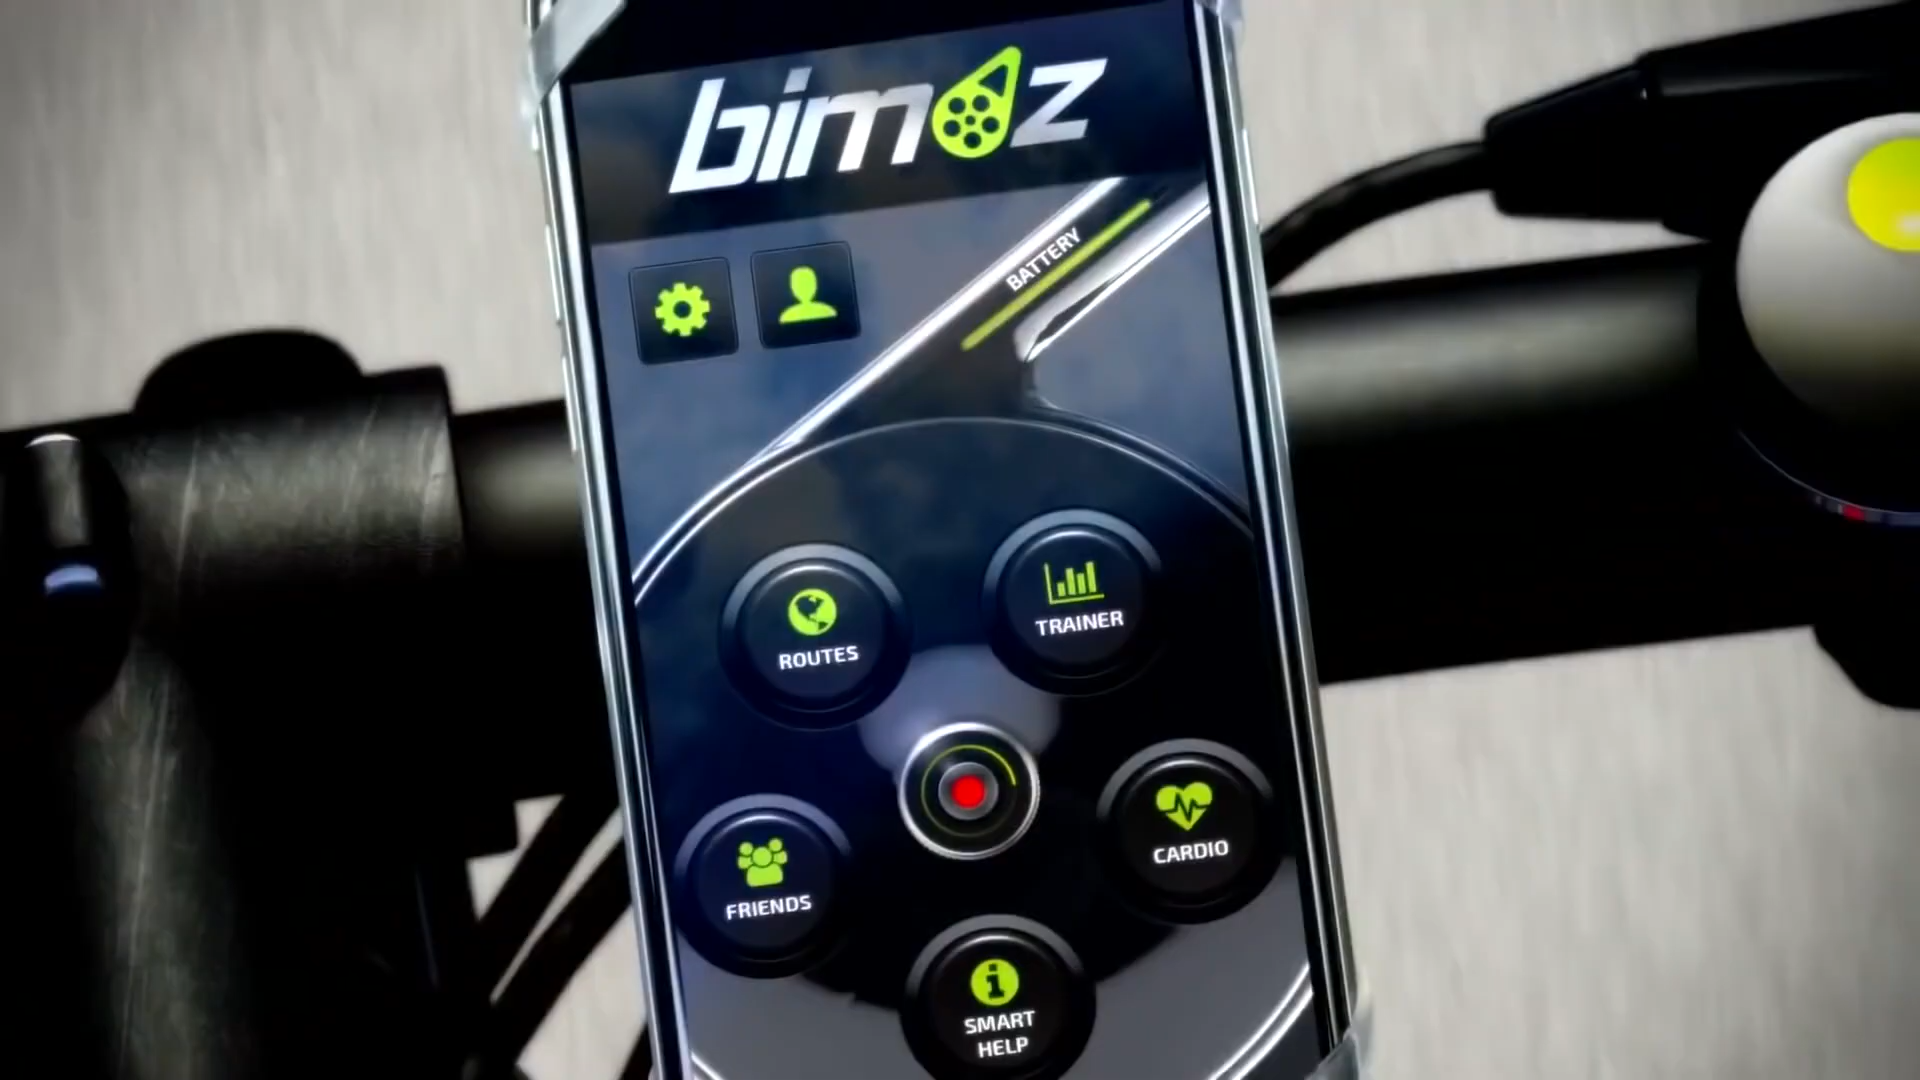 bimoz
BATTERY
ROUTES
TRAINER
FRIENDS
CARDIO
SMART
HELP